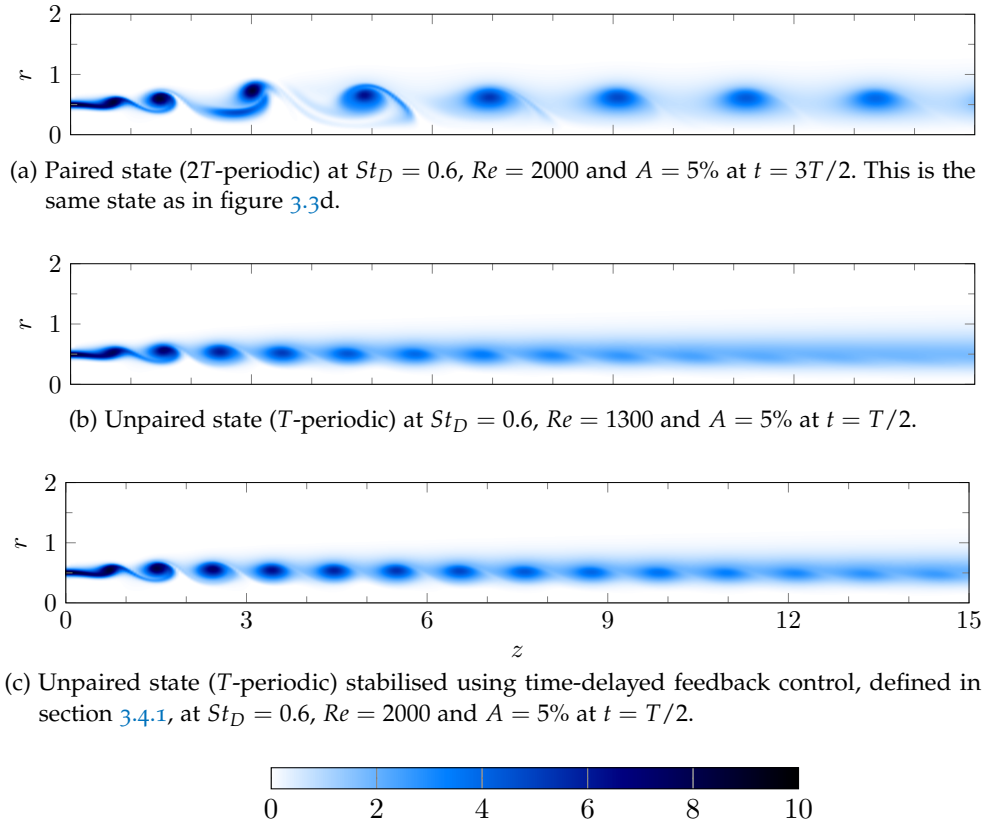 2
1
r
0
(a) Paired state (2T-periodic) at St_D = 0.6, Re = 2000 and A = 5% at t = 3T/2. This is the
same state as in figure 3.3d.
2
1
r
0
(b) Unpaired state (T-periodic) at St_D = 0.6, Re = 1300 and A = 5% at t = T/2.
2
1
r
0
0 3 6 9 12 15
z
(c) Unpaired state (T-periodic) stabilised using time-delayed feedback control, defined in
section 3.4.1, at St_D = 0.6, Re = 2000 and A = 5% at t = T/2.
0 2 4 6 8 10